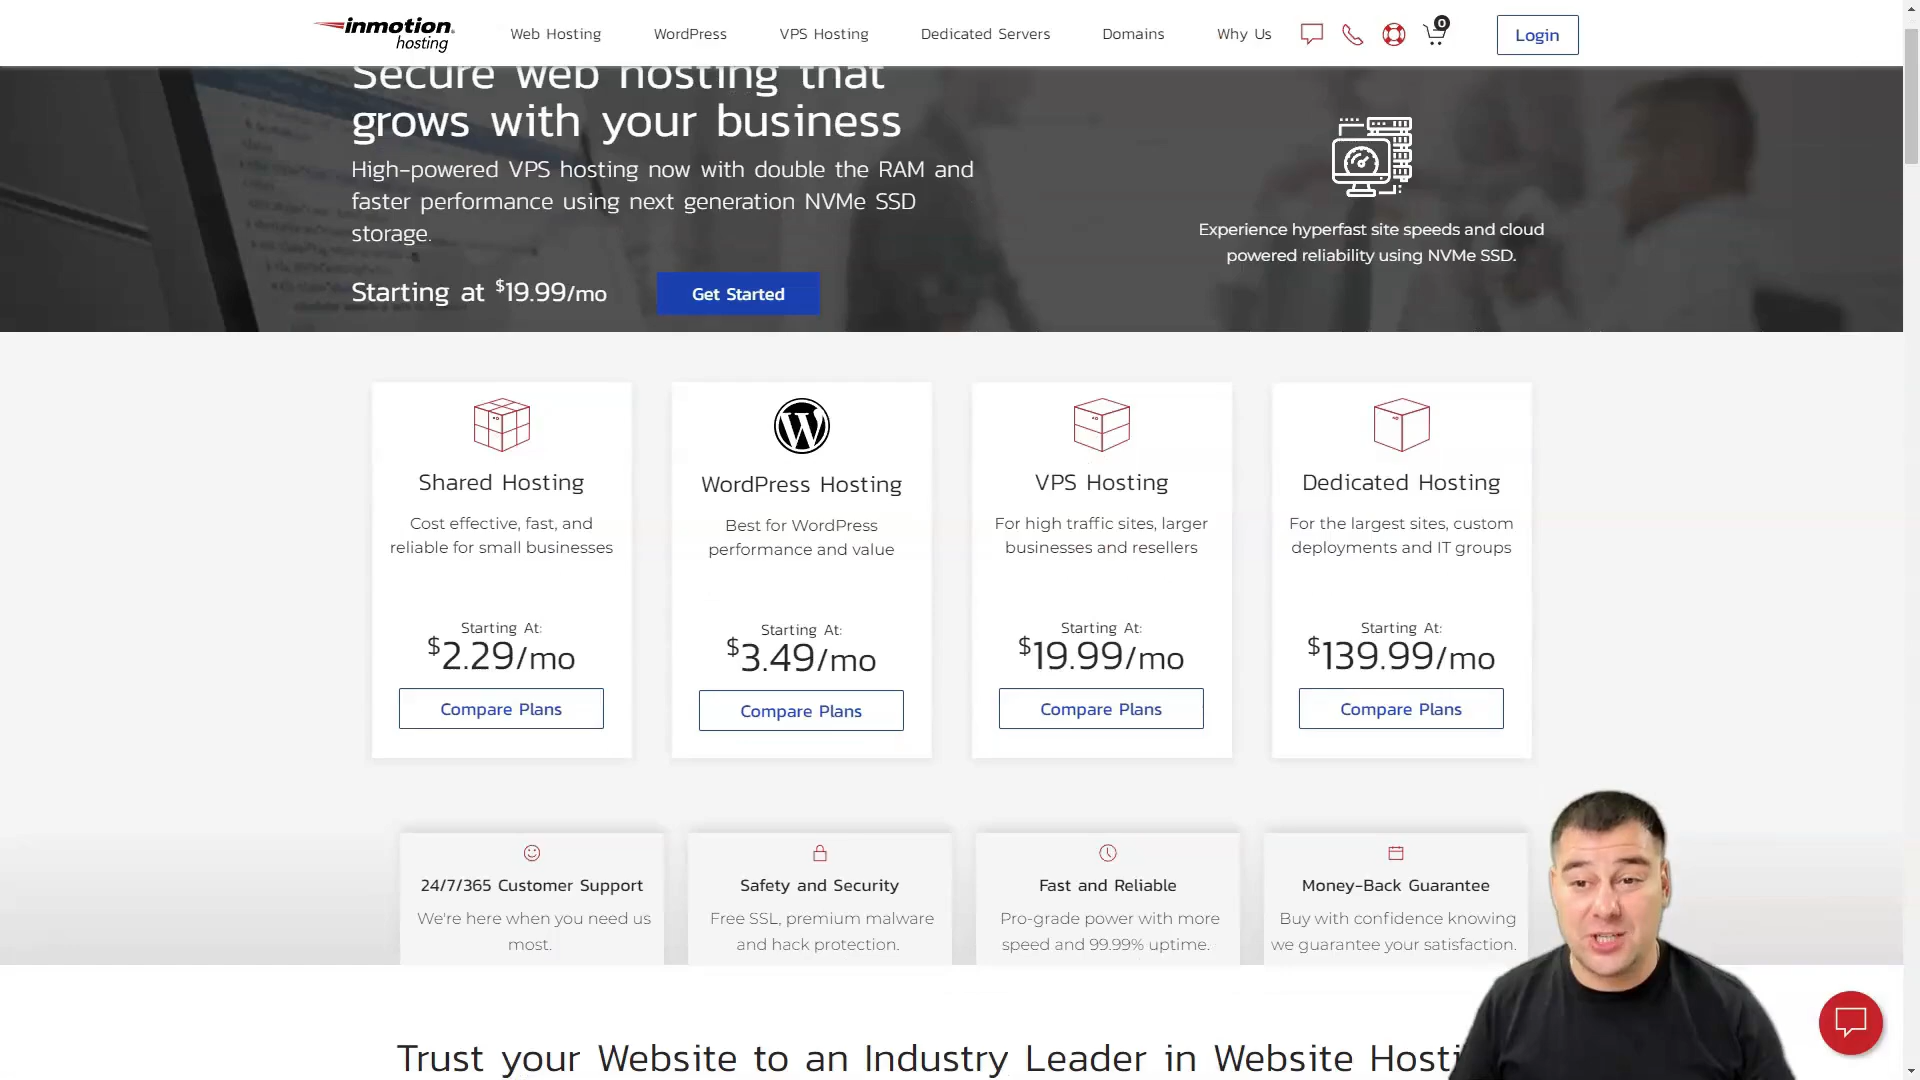 inmotion
hosting
Web Hosting
WordPress
VPS Hosting
Dedicated Servers
Domains
Why Us
0
Login
Secure web hosting that
grows with your business
High-powered VPS hosting now with double the RAM and
faster performance using next generation NVMe SSD
storage.
Starting at $19.99/mo
Get Started
Experience hyperfast site speeds and cloud
powered reliability using NVMe SSD.
Shared Hosting
Cost effective, fast, and
reliable for small businesses
Starting At:
$2.29/mo
Compare Plans
WordPress Hosting
Best for WordPress
performance and value
Starting At:
$3.49/mo
Compare Plans
VPS Hosting
For high traffic sites, larger
businesses and resellers
Starting At:
$19.99/mo
Compare Plans
Dedicated Hosting
For the largest sites, custom
deployments and IT groups
Starting At:
$139.99/mo
Compare Plans
24/7/365 Customer Support
We're here when you need us
most.
Safety and Security
Free SSL, premium malware
and hack protection.
Fast and Reliable
Pro-grade power with more
speed and 99.99% uptime.
Money-Back Guarantee
Buy with confidence knowing
we guarantee your satisfaction.
Trust your Website to an Industry Leader in Website Hosti